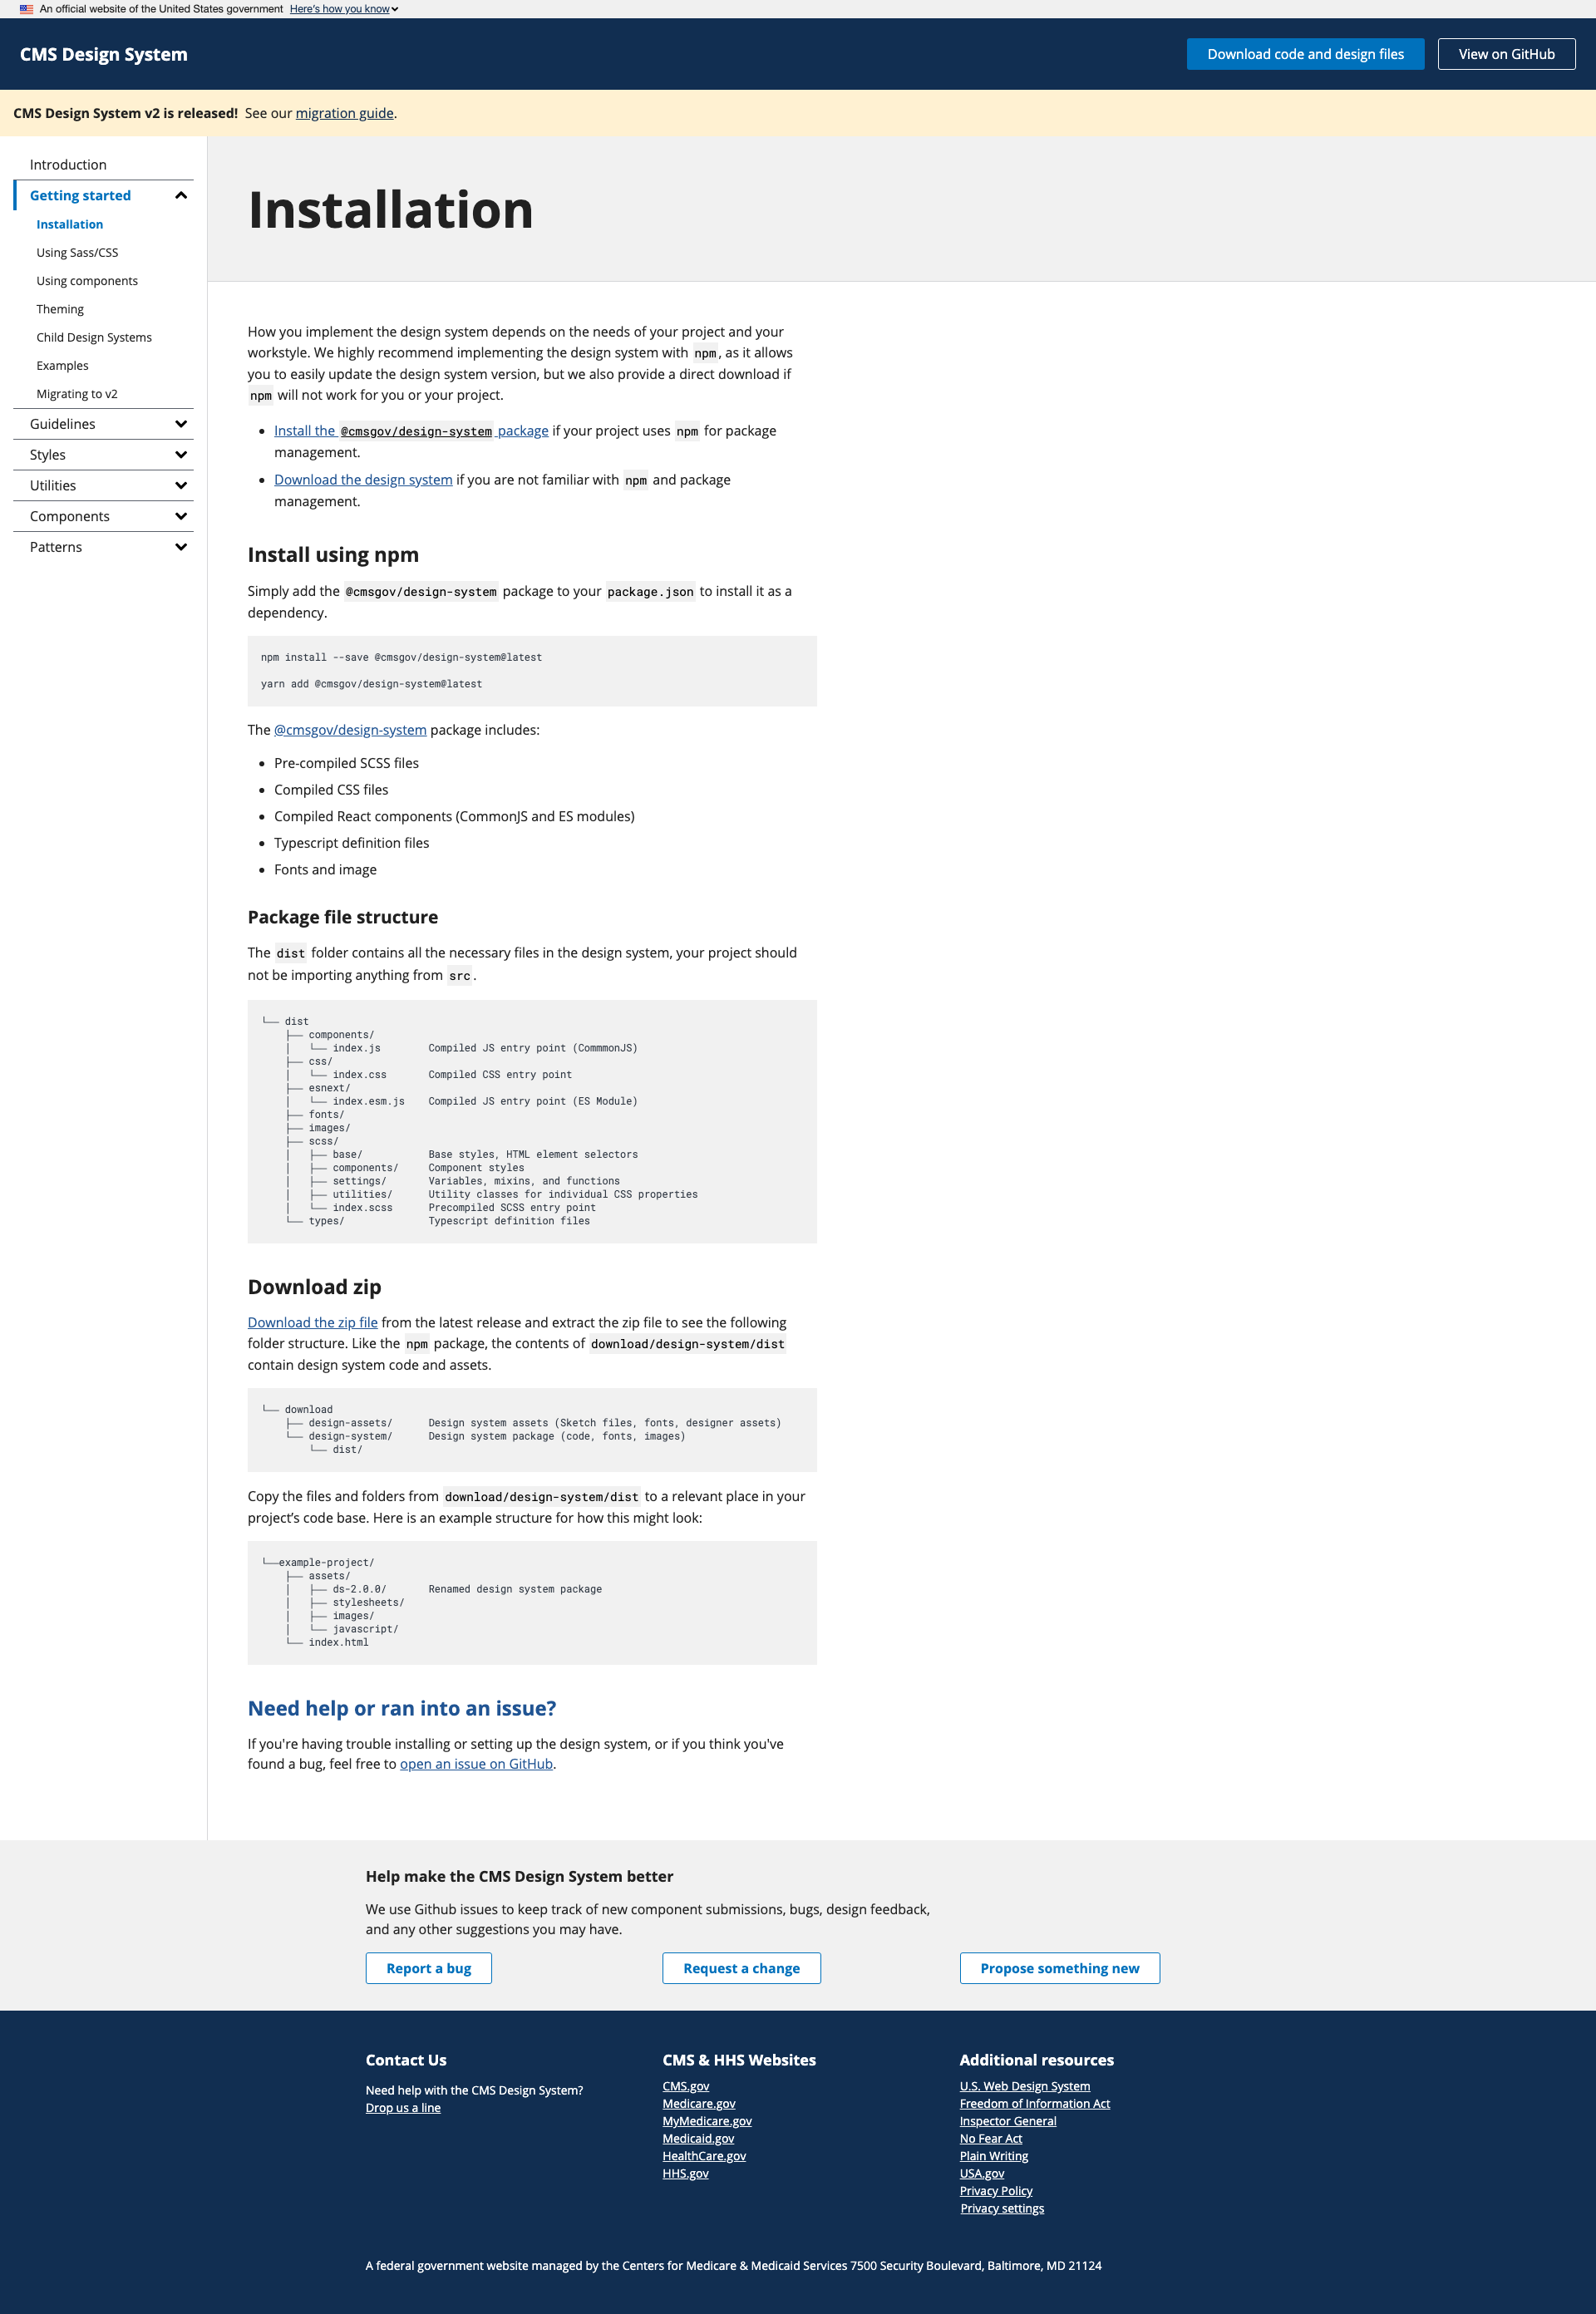 An official website of the United States government Here's how you know
CMS Design System
Download code and design files
View on GitHub
CMS Design System v2 is released! See our migration guide.
Introduction
Getting started
Installation
Using Sass/CSS
Using components
Theming
Child Design Systems
Examples
Migrating to v2
Guidelines
Styles
Utilities
Components
Patterns
Installation
How you implement the design system depends on the needs of your project and your
workstyle. We highly recommend implementing the design system with npm, as it allows
you to easily update the design system version, but we also provide a direct download if
npm will not work for you or your project.
• Install the @cmsgov/design-system package if your project uses npm for package
management.
• Download the design system if you are not familiar with npm and package
management.
Install using npm
Simply add the @cmsgov/design-system package to your package.json to install it as a
dependency.
npm install --save @cmsgov/design-system@latest
yarn add @cmsgov/design-system@latest
The @cmsgov/design-system package includes:
• Pre-compiled SCSS files
• Compiled CSS files
• Compiled React components (CommonJS and ES modules)
• Typescript definition files
• Fonts and image
Package file structure
The dist folder contains all the necessary files in the design system, your project should
not be importing anything from src.
└── dist
    ├── components/
    │   └── index.js        Compiled JS entry point (CommmonJS)
    ├── css/
    │   └── index.css       Compiled CSS entry point
    ├── esnext/
    │   └── index.esm.js    Compiled JS entry point (ES Module)
    ├── fonts/
    ├── images/
    ├── scss/
    │   ├── base/           Base styles, HTML element selectors
    │   ├── components/     Component styles
    │   ├── settings/       Variables, mixins, and functions
    │   ├── utilities/      Utility classes for individual CSS properties
    │   └── index.scss      Precompiled SCSS entry point
    └── types/              Typescript definition files
Download zip
Download the zip file from the latest release and extract the zip file to see the following
folder structure. Like the npm package, the contents of download/design-system/dist
contain design system code and assets.
└── download
    ├── design-assets/      Design system assets (Sketch files, fonts, designer assets)
    └── design-system/      Design system package (code, fonts, images)
        └── dist/
Copy the files and folders from download/design-system/dist to a relevant place in your
project's code base. Here is an example structure for how this might look:
└──example-project/
    ├── assets/
    │   ├── ds-2.0.0/       Renamed design system package
    │   ├── stylesheets/
    │   ├── images/
    │   └── javascript/
    └── index.html
Need help or ran into an issue?
If you're having trouble installing or setting up the design system, or if you think you've
found a bug, feel free to open an issue on GitHub.
Help make the CMS Design System better
We use Github issues to keep track of new component submissions, bugs, design feedback,
and any other suggestions you may have.
Report a bug
Request a change
Propose something new
Contact Us
Need help with the CMS Design System?
Drop us a line
CMS & HHS Websites
CMS.gov
Medicare.gov
MyMedicare.gov
Medicaid.gov
HealthCare.gov
HHS.gov
Additional resources
U.S. Web Design System
Freedom of Information Act
Inspector General
No Fear Act
Plain Writing
USA.gov
Privacy Policy
Privacy settings
A federal government website managed by the Centers for Medicare & Medicaid Services 7500 Security Boulevard, Baltimore, MD 21124